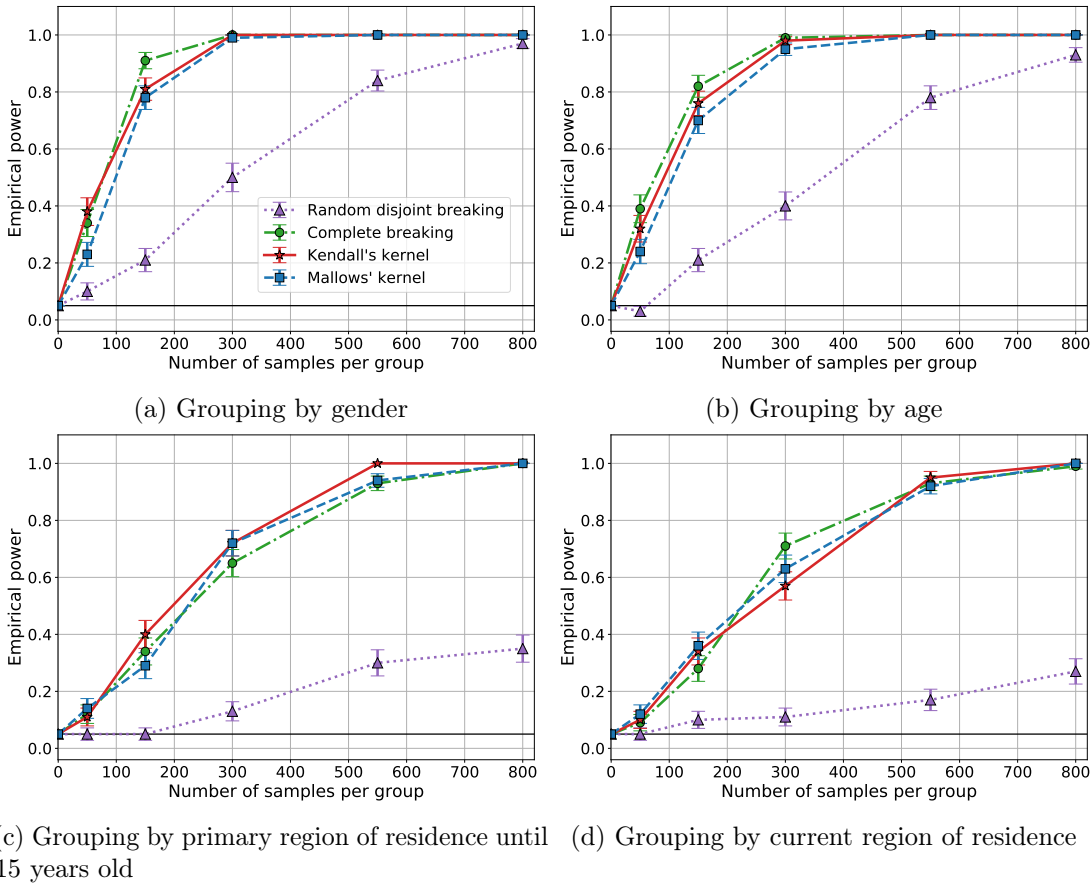 1.0
0.8
0.6
0.4
0.2
0.0
Empirical power
Random disjoint breaking
Complete breaking
Kendall's kernel
Mallows' kernel
0 100 200 300 400 500 600 700 800
Number of samples per group
(a) Grouping by gender
1.0
0.8
0.6
0.4
0.2
0.0
Empirical power
0 100 200 300 400 500 600 700 800
Number of samples per group
(b) Grouping by age
1.0
0.8
0.6
0.4
0.2
0.0
Empirical power
0 100 200 300 400 500 600 700 800
Number of samples per group
(c) Grouping by primary region of residence until
15 years old
1.0
0.8
0.6
0.4
0.2
0.0
Empirical power
0 100 200 300 400 500 600 700 800
Number of samples per group
(d) Grouping by current region of residence